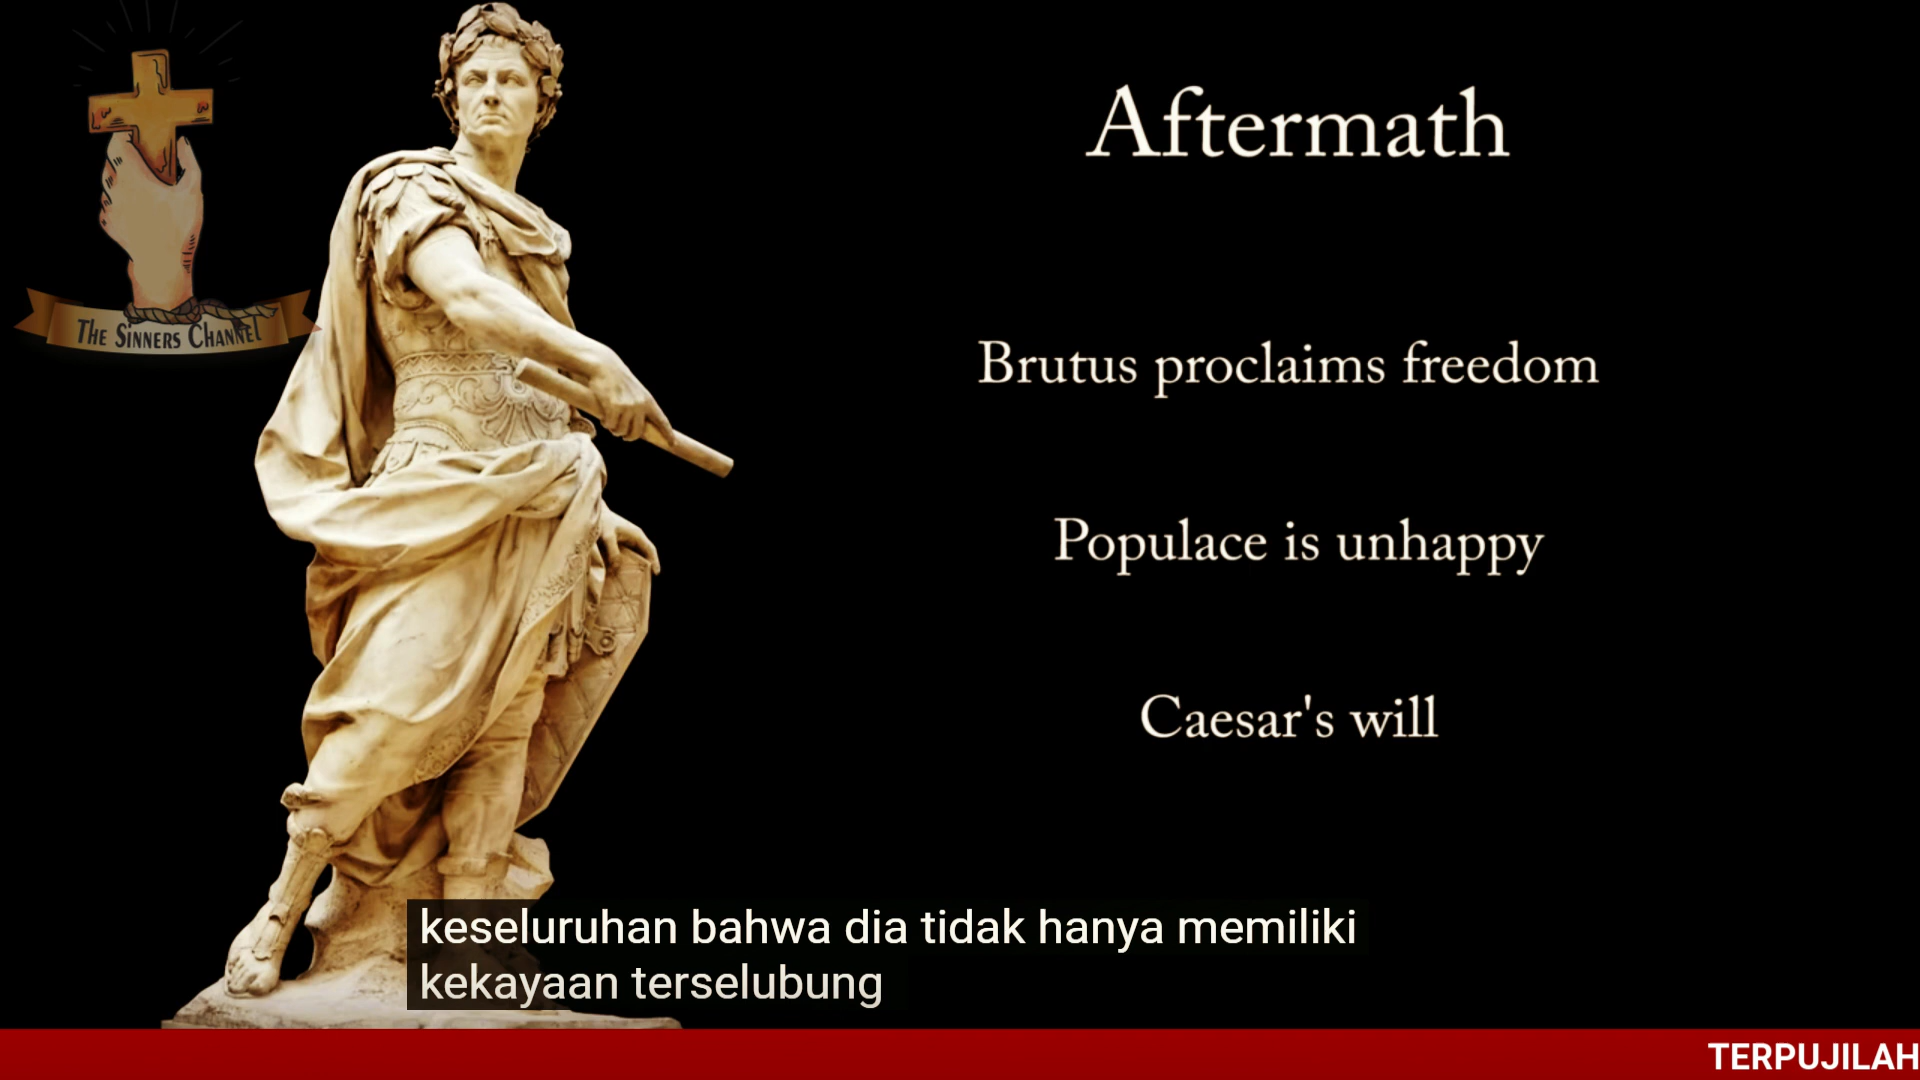 The Sinners Channel
Aftermath
Brutus proclaims freedom
Populace is unhappy
Caesar's will
keseluruhan bahwa dia tidak hanya memiliki
kekayaan terselubung
TERPUJILAH